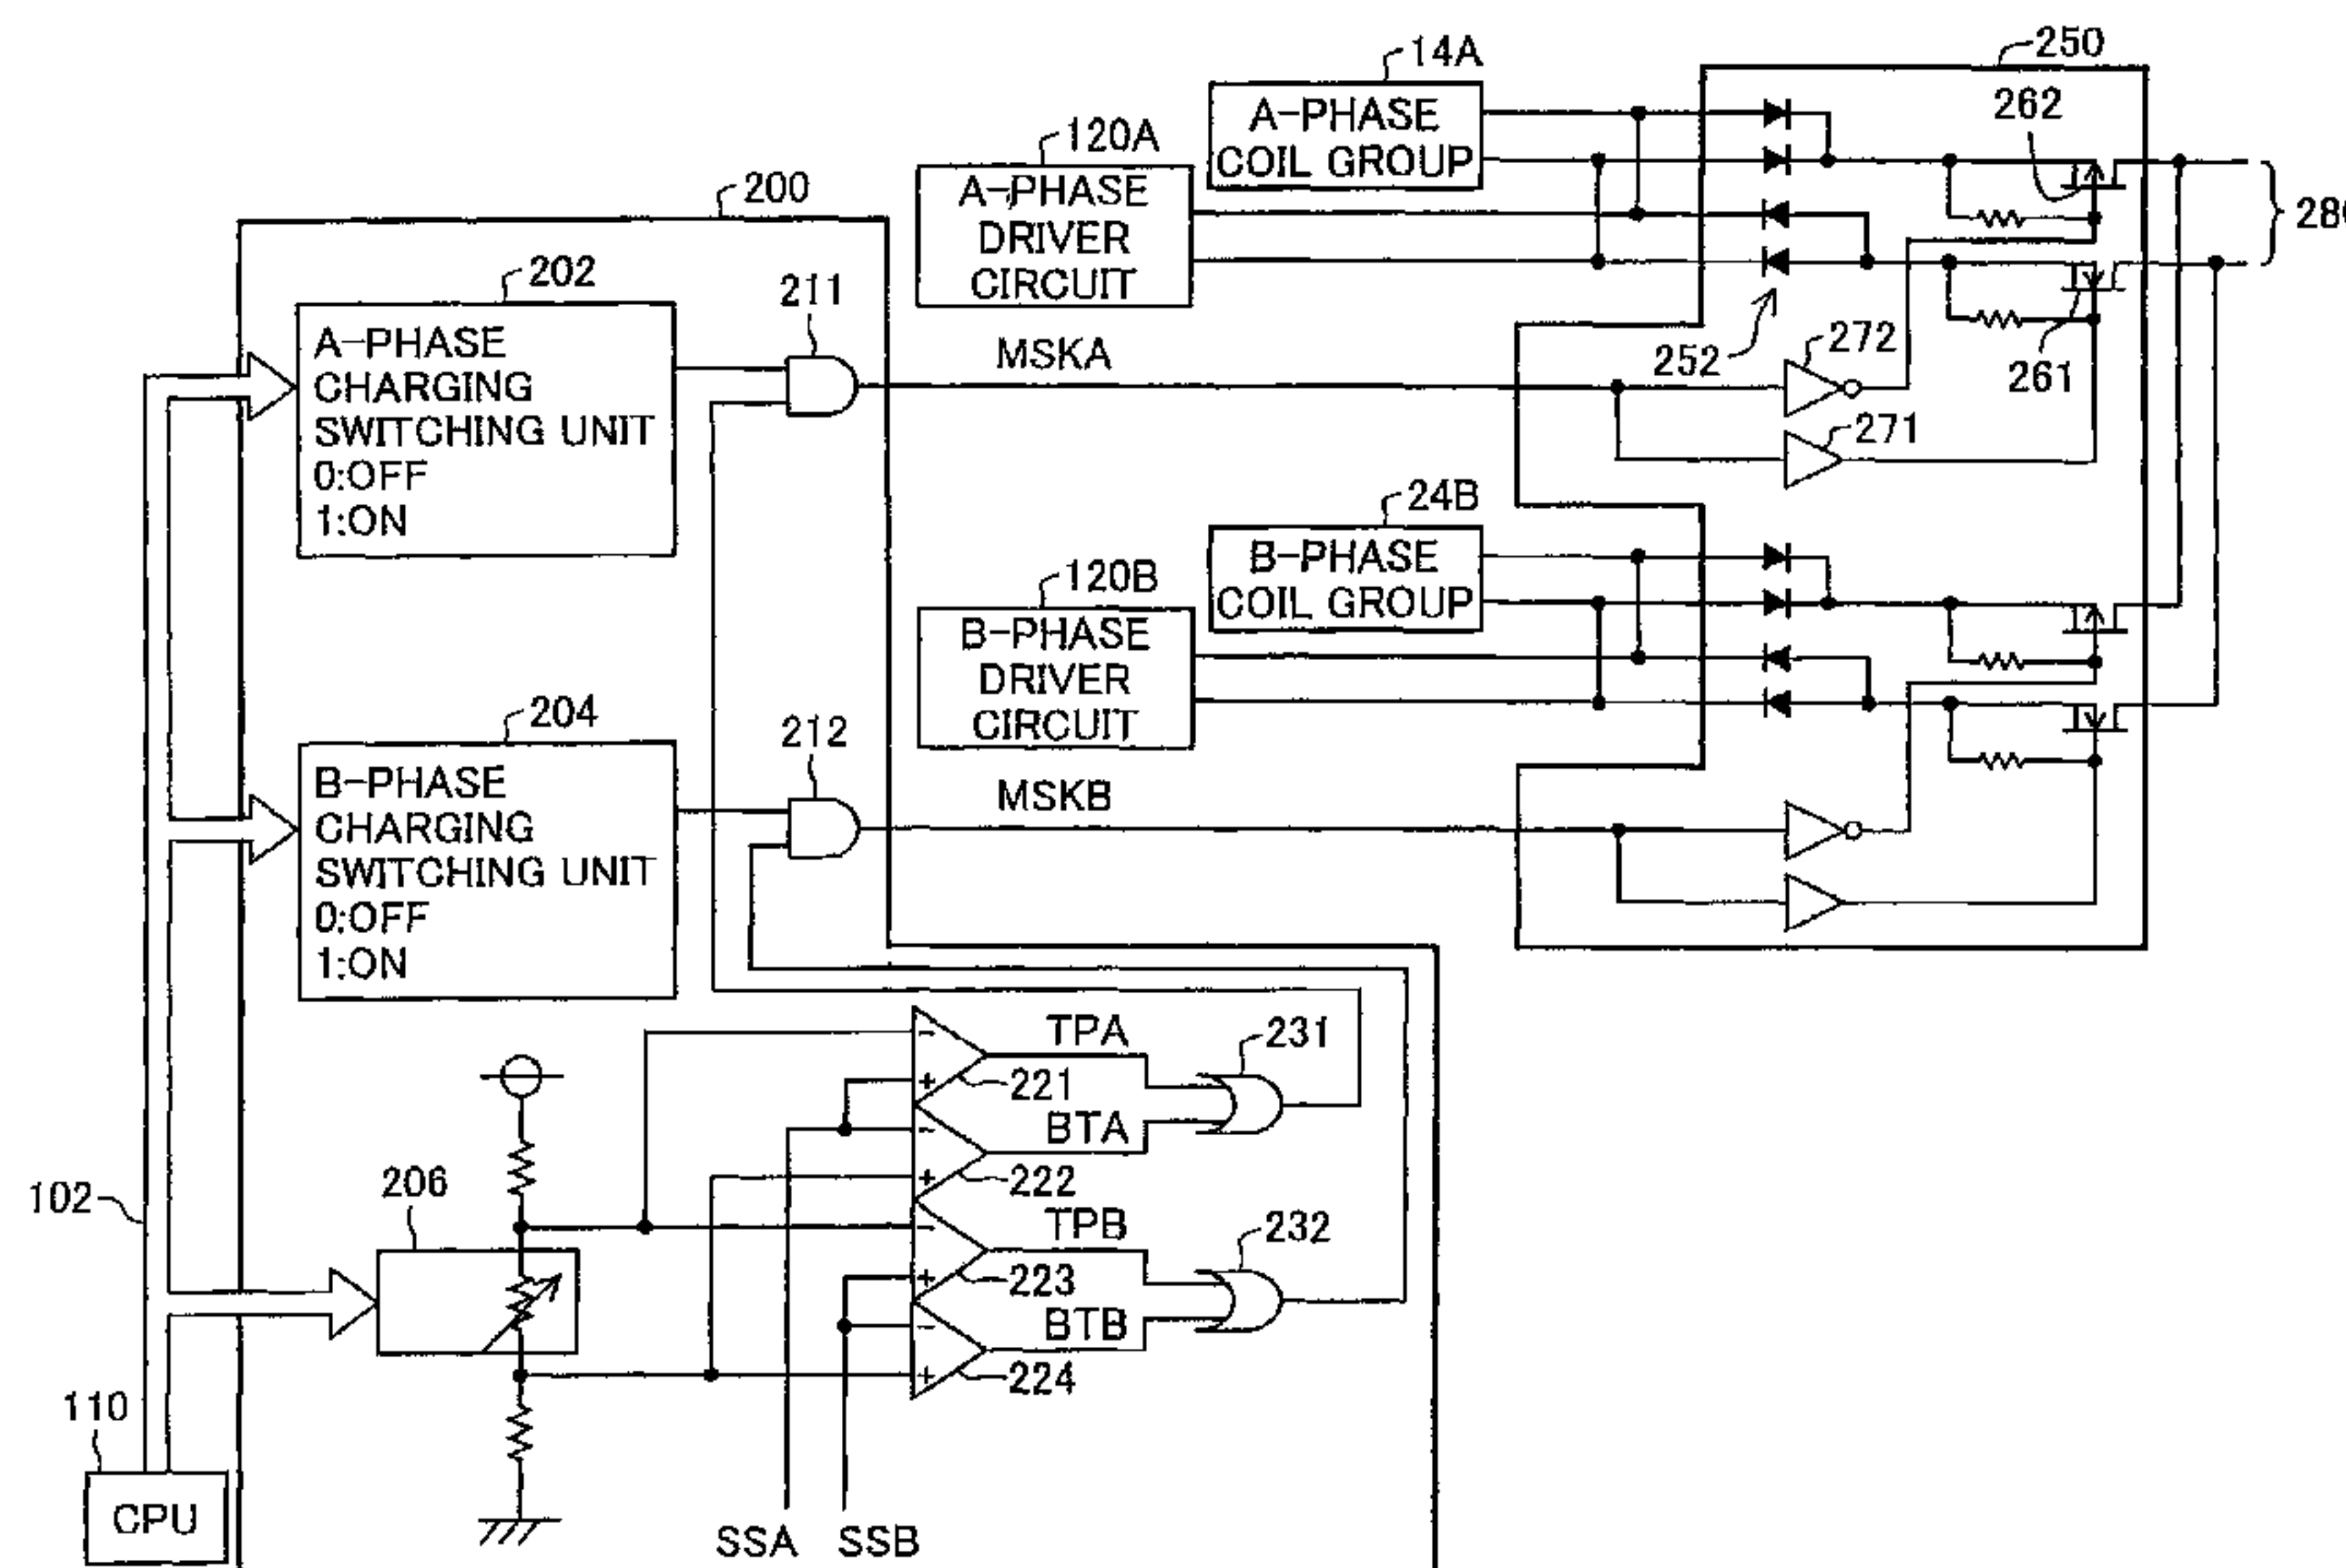 14A
250
A-PHASE
COIL GROUP
262
120A
A-PHASE
DRIVER
CIRCUIT
200
202
A-PHASE
CHARGING
SWITCHING UNIT
0:OFF
1:ON
211
MSKA
252
272
261
271
24B
B-PHASE
COIL GROUP
120B
B-PHASE
DRIVER
CIRCUIT
204
B-PHASE
CHARGING
SWITCHING UNIT
0:OFF
1:ON
212
MSKB
TPA
231
- +
221
BTA
- +
222
206
TPB
232
- +
223
BTB
- +
224
102
110
CPU
SSA SSB